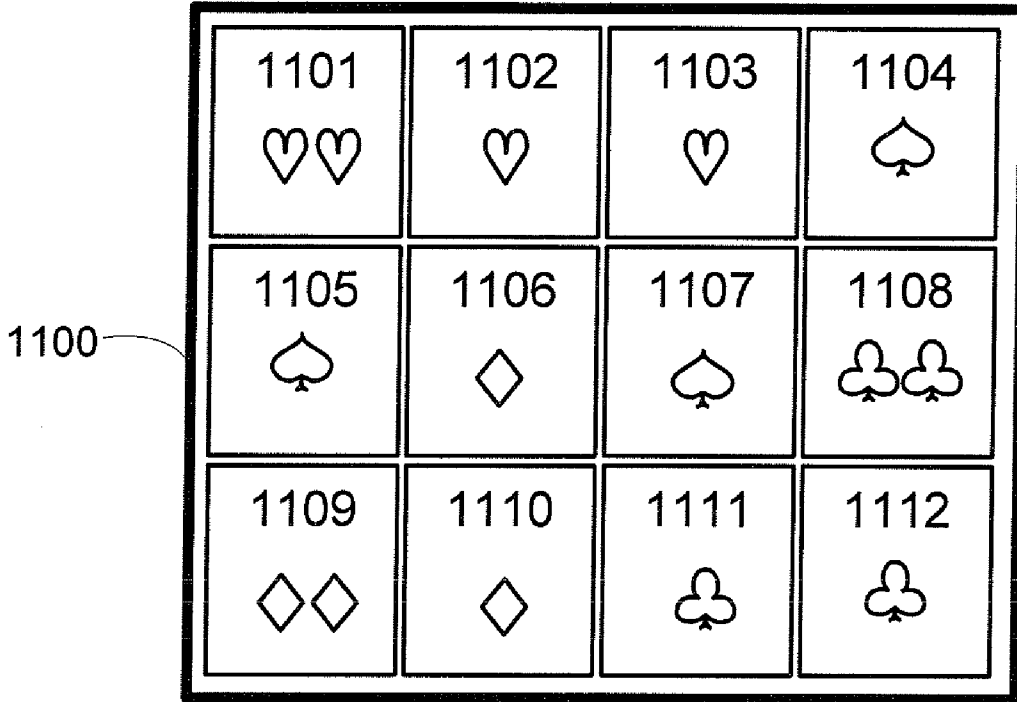 1101 1102 1103 1104
♡♡ ♡ ♡ ♤
1105 1106 1107 1108
1100
♤ ♢ ♤ ♧♧
1109 1110 1111 1112
♢♢ ♢ ♧ ♧